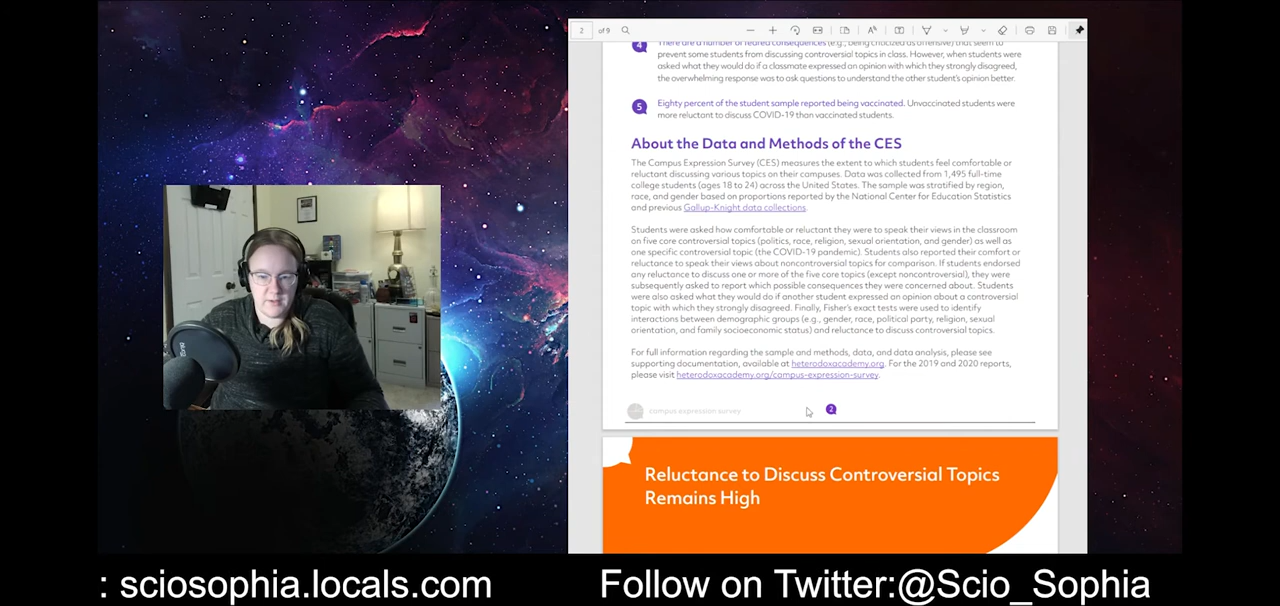 2 of 9
4 There are a number of feared consequences (e.g., being criticized as offensive) that seem to
prevent some students from discussing controversial topics in class. However, when students were
asked what they would do if a classmate expressed an opinion with which they strongly disagreed,
the overwhelming response was to ask questions to understand the other student's opinion better.
5 Eighty percent of the student sample reported being vaccinated. Unvaccinated students were
more reluctant to discuss COVID-19 than vaccinated students.
About the Data and Methods of the CES
The Campus Expression Survey (CES) measures the extent to which students feel comfortable or
reluctant discussing various topics on their campuses. Data was collected from 1,495 full-time
college students (ages 18 to 24) across the United States. The sample was stratified by region,
race, and gender based on proportions reported by the National Center for Education Statistics
and previous Gallup-Knight data collections.
Students were asked how comfortable or reluctant they were to speak their views in the classroom
on five core controversial topics (politics, race, religion, sexual orientation, and gender) as well as
one specific controversial topic (the COVID-19 pandemic). Students also reported their comfort or
reluctance to speak their views about noncontroversial topics for comparison. If students endorsed
any reluctance to discuss one or more of the five core topics (except noncontroversial), they were
subsequently asked to report which possible consequences they were concerned about. Students
were also asked what they would do if another student expressed an opinion about a controversial
topic with which they strongly disagreed. Finally, Fisher's exact tests were used to identify
interactions between demographic groups (e.g., gender, race, political party, religion, sexual
orientation, and family socioeconomic status) and reluctance to discuss controversial topics.
For full information regarding the sample and methods, data, and data analysis, please see
supporting documentation, available at heterodoxacademy.org. For the 2019 and 2020 reports,
please visit heterodoxacademy.org/campus-expression-survey.
campus expression survey 2
Reluctance to Discuss Controversial Topics
Remains High
: sciosophia.locals.com Follow on Twitter:@Scio_Sophia